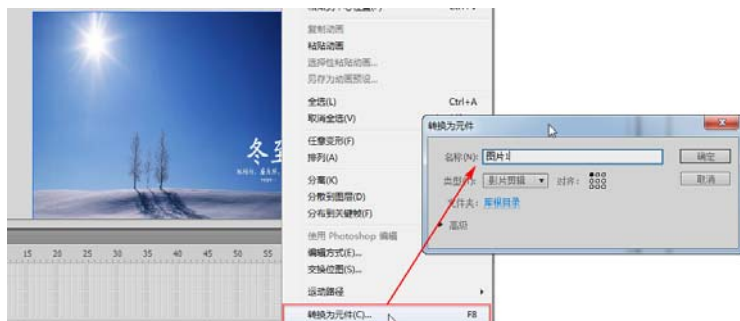 复制动画
粘贴动画
选择性粘贴动画...
另存为动画预设...
全选(L) Ctrl+A
取消全选(V)
任意变形(F)
排列(A)
分离(K)
分散到图层(D)
分布到关键帧(F)
使用 Photoshop 编辑
编辑方式(E)...
交换位图(S)...
运动路径
转换为元件(C)... F8
冬至
15 20 25 30 35 40 45 50 55
转换为元件
名称(N): 图片1 确定
类型(T): 影片剪辑 对齐: 取消
文件夹: 库根目录
高级